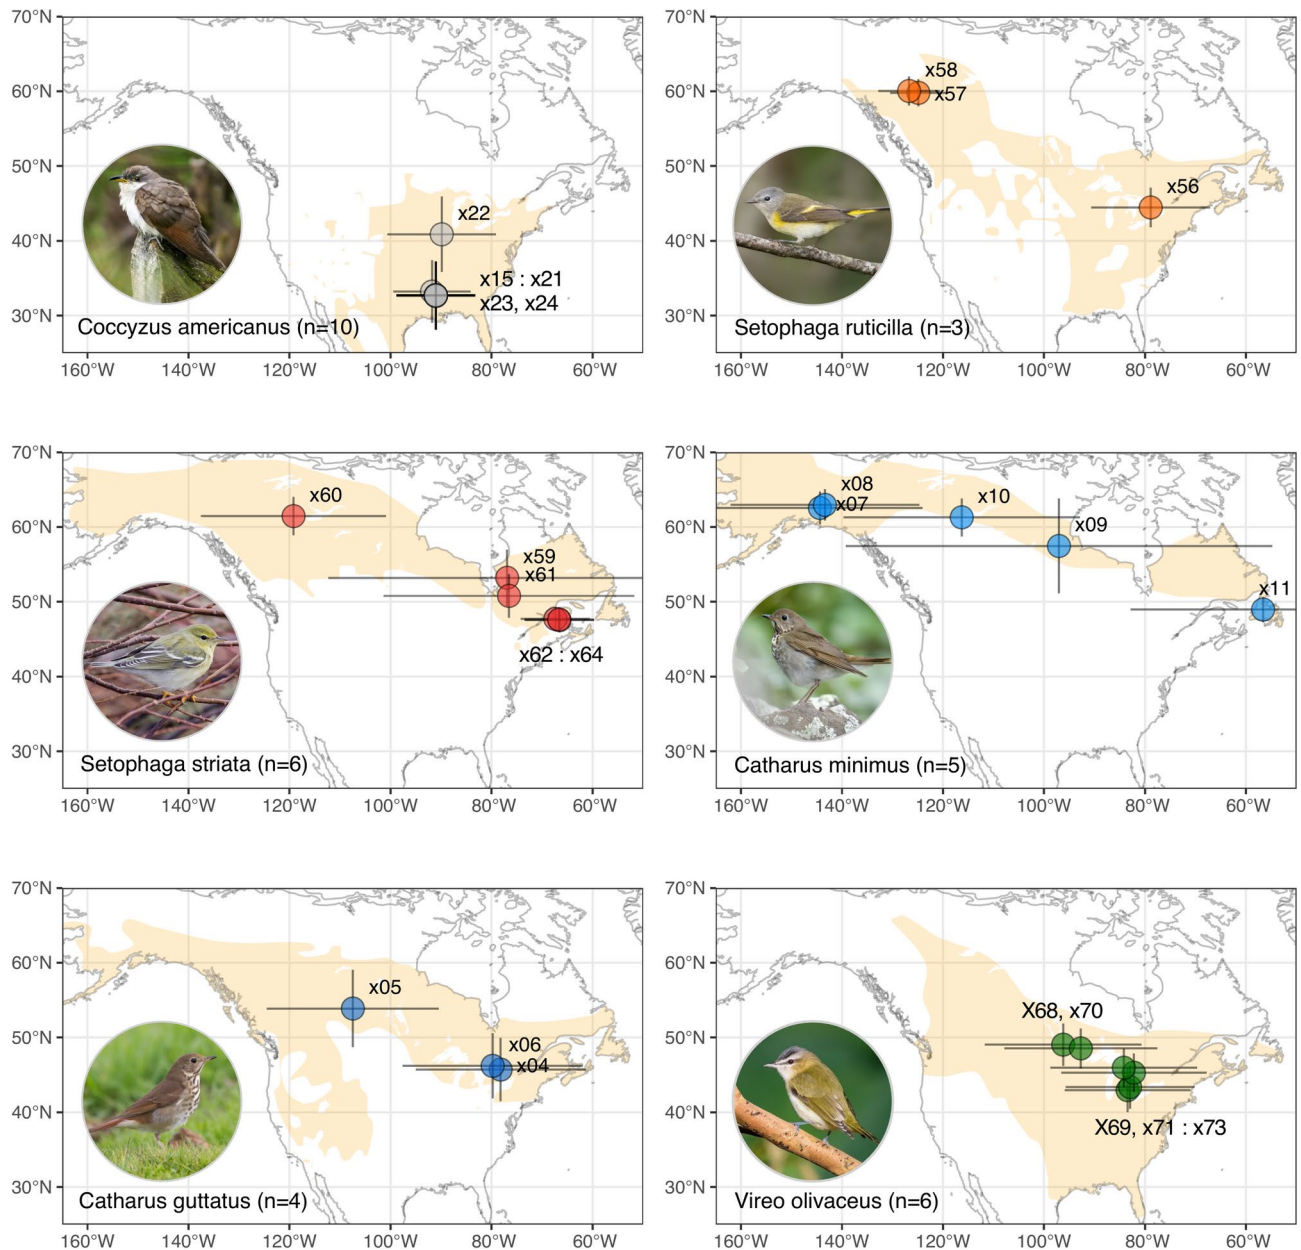 70°N
60°N
50°N
40°N
30°N
x22
x15 : x21
x23, x24
Coccyzus americanus (n=10)
160°W 140°W 120°W 100°W 80°W 60°W
70°N
60°N
50°N
40°N
30°N
x58
x57
x56
Setophaga ruticilla (n=3)
160°W 140°W 120°W 100°W 80°W 60°W
70°N
60°N
50°N
40°N
30°N
x60
x59
x61
x62 : x64
Setophaga striata (n=6)
160°W 140°W 120°W 100°W 80°W 60°W
70°N
60°N
50°N
40°N
30°N
x08
x07
x10
x09
x11
Catharus minimus (n=5)
160°W 140°W 120°W 100°W 80°W 60°W
70°N
60°N
50°N
40°N
30°N
x05
x06
x04
Catharus guttatus (n=4)
160°W 140°W 120°W 100°W 80°W 60°W
70°N
60°N
50°N
40°N
30°N
X68, x70
X69, x71 : x73
Vireo olivaceus (n=6)
160°W 140°W 120°W 100°W 80°W 60°W